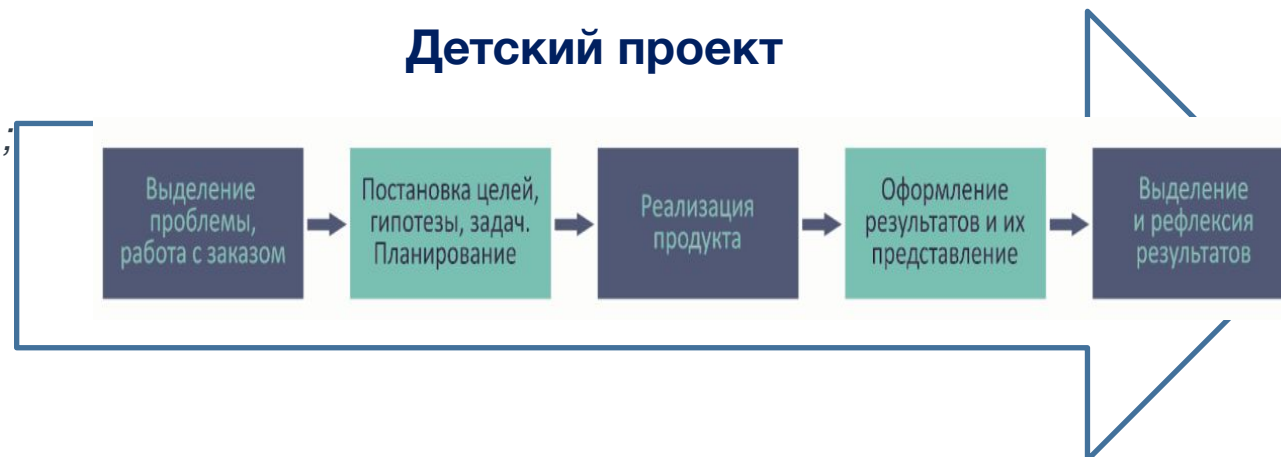 Детский проект
;
Выделение
проблемы,
работа с заказом
Постановка целей,
гипотезы, задач.
Планирование
Реализация
продукта
Оформление
результатов и их
представление
Выделение
и рефлексия
результатов